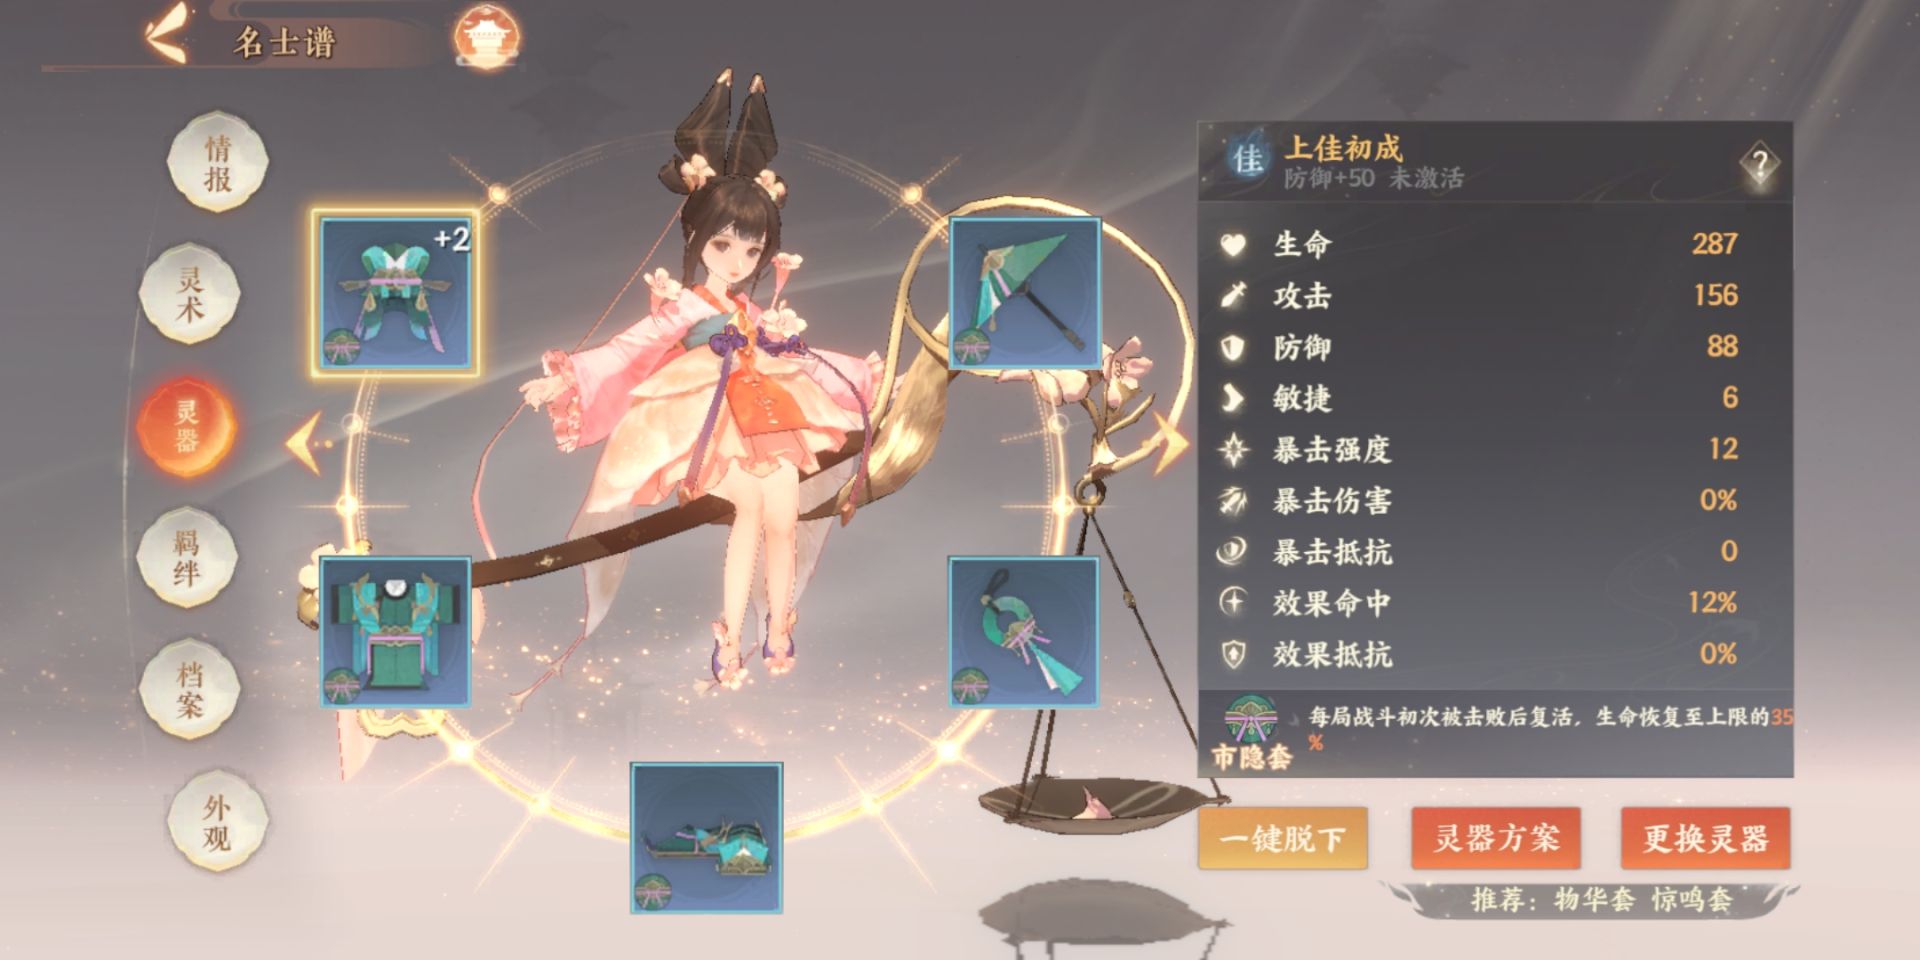 名士谱
情报
灵术
灵器
羁绊
档案
外观
+2
佳
上佳初成
防御+50 未激活
?
生命 287
攻击 156
防御 88
敏捷 6
暴击强度 12
暴击伤害 0%
暴击抵抗 0
效果命中 12%
效果抵抗 0%
市隐套
每局战斗初次被击败后复活，生命恢复至上限的35
%
一键脱下
灵器方案
更换灵器
推荐：物华套 惊鸣套